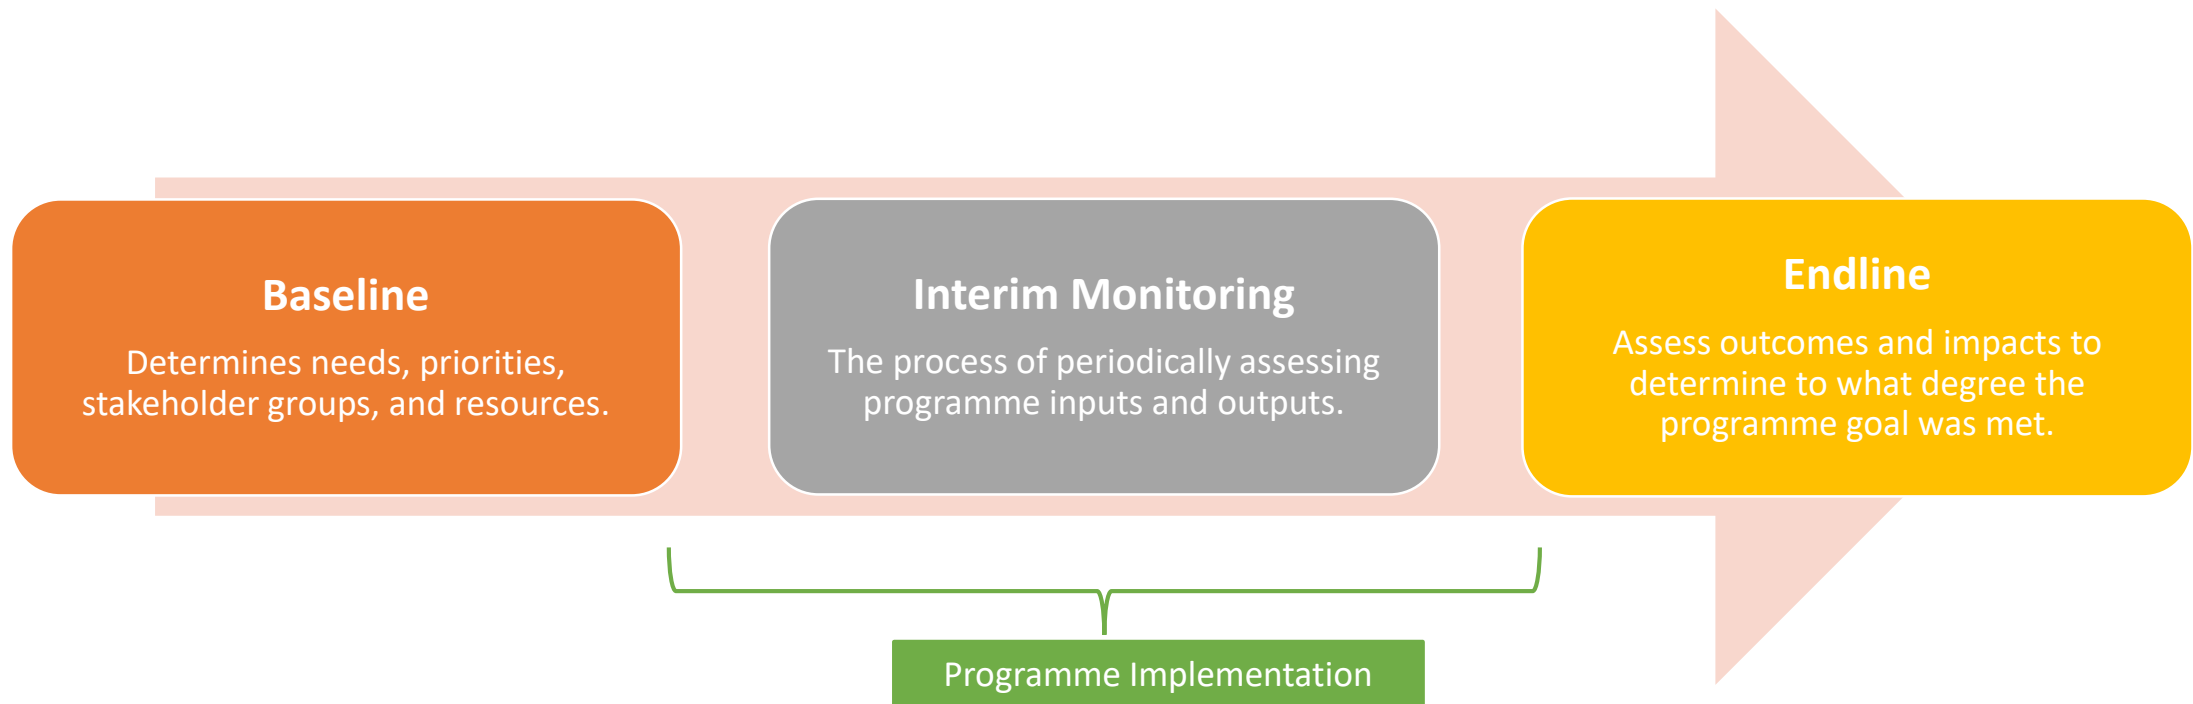 Baseline
Determines needs, priorities,
stakeholder groups, and resources.
Interim Monitoring
The process of periodically assessing
programme inputs and outputs.
Endline
Assess outcomes and impacts to
determine to what degree the
programme goal was met.
Programme Implementation